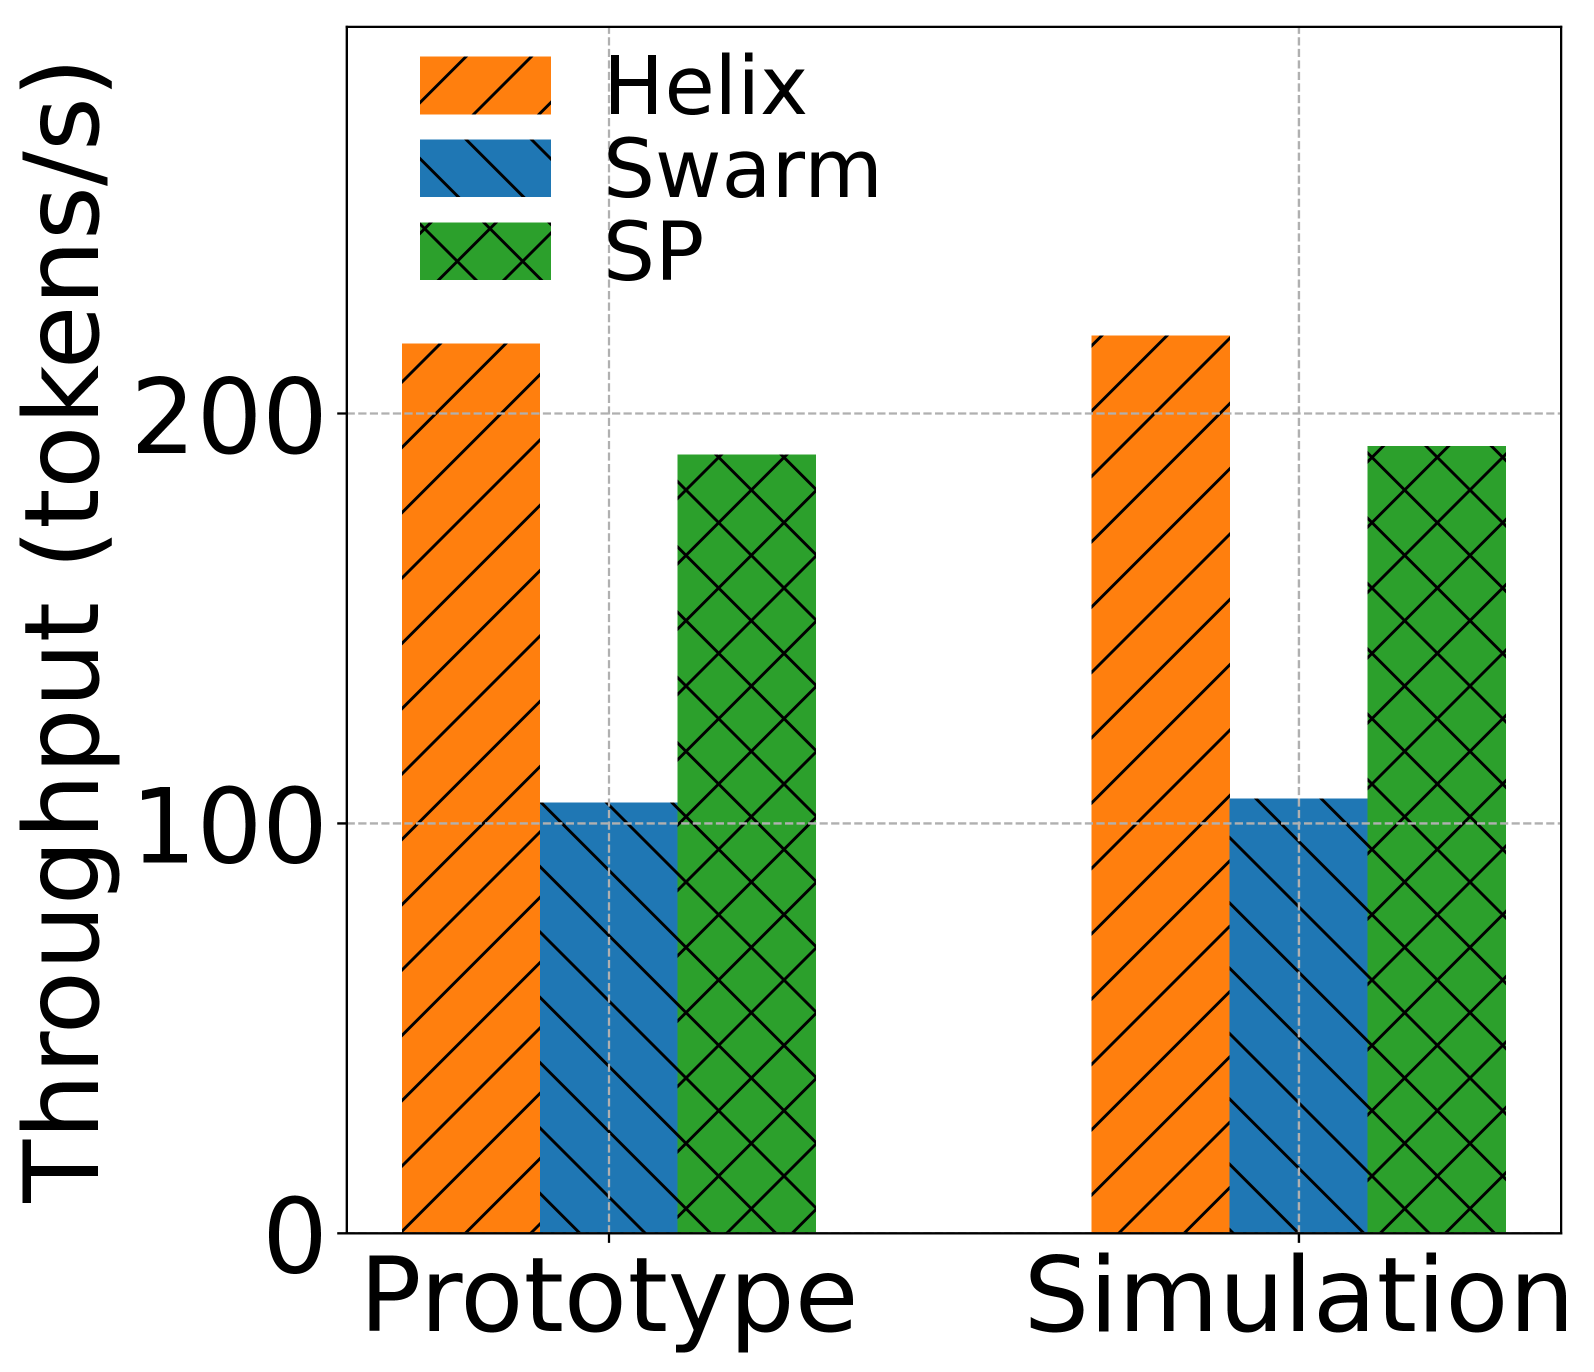 Throughput (tokens/s)
Helix
Swarm
SP
200
100
0
Prototype
Simulation